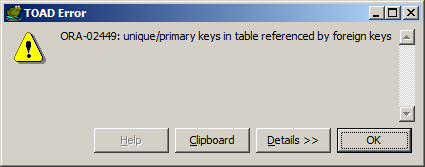 TOAD Error
ORA-02449: unique/primary keys in table referenced by foreign keys
Help
Clipboard
Details >>
OK